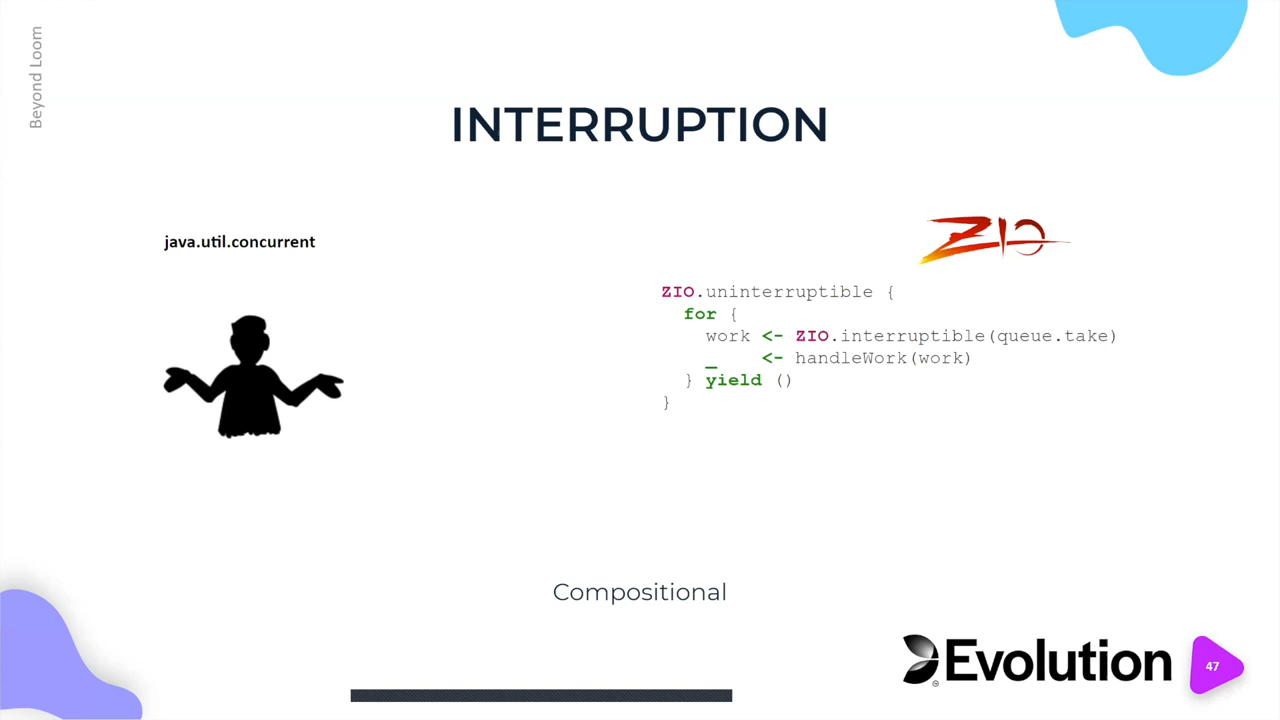 Beyond Loom
INTERRUPTION
java.util.concurrent
ZIO
ZIO.uninterruptible {
  for {
    work <- ZIO.interruptible(queue.take)
    _    <- handleWork(work)
  } yield ()
}
Compositional
Evolution
47